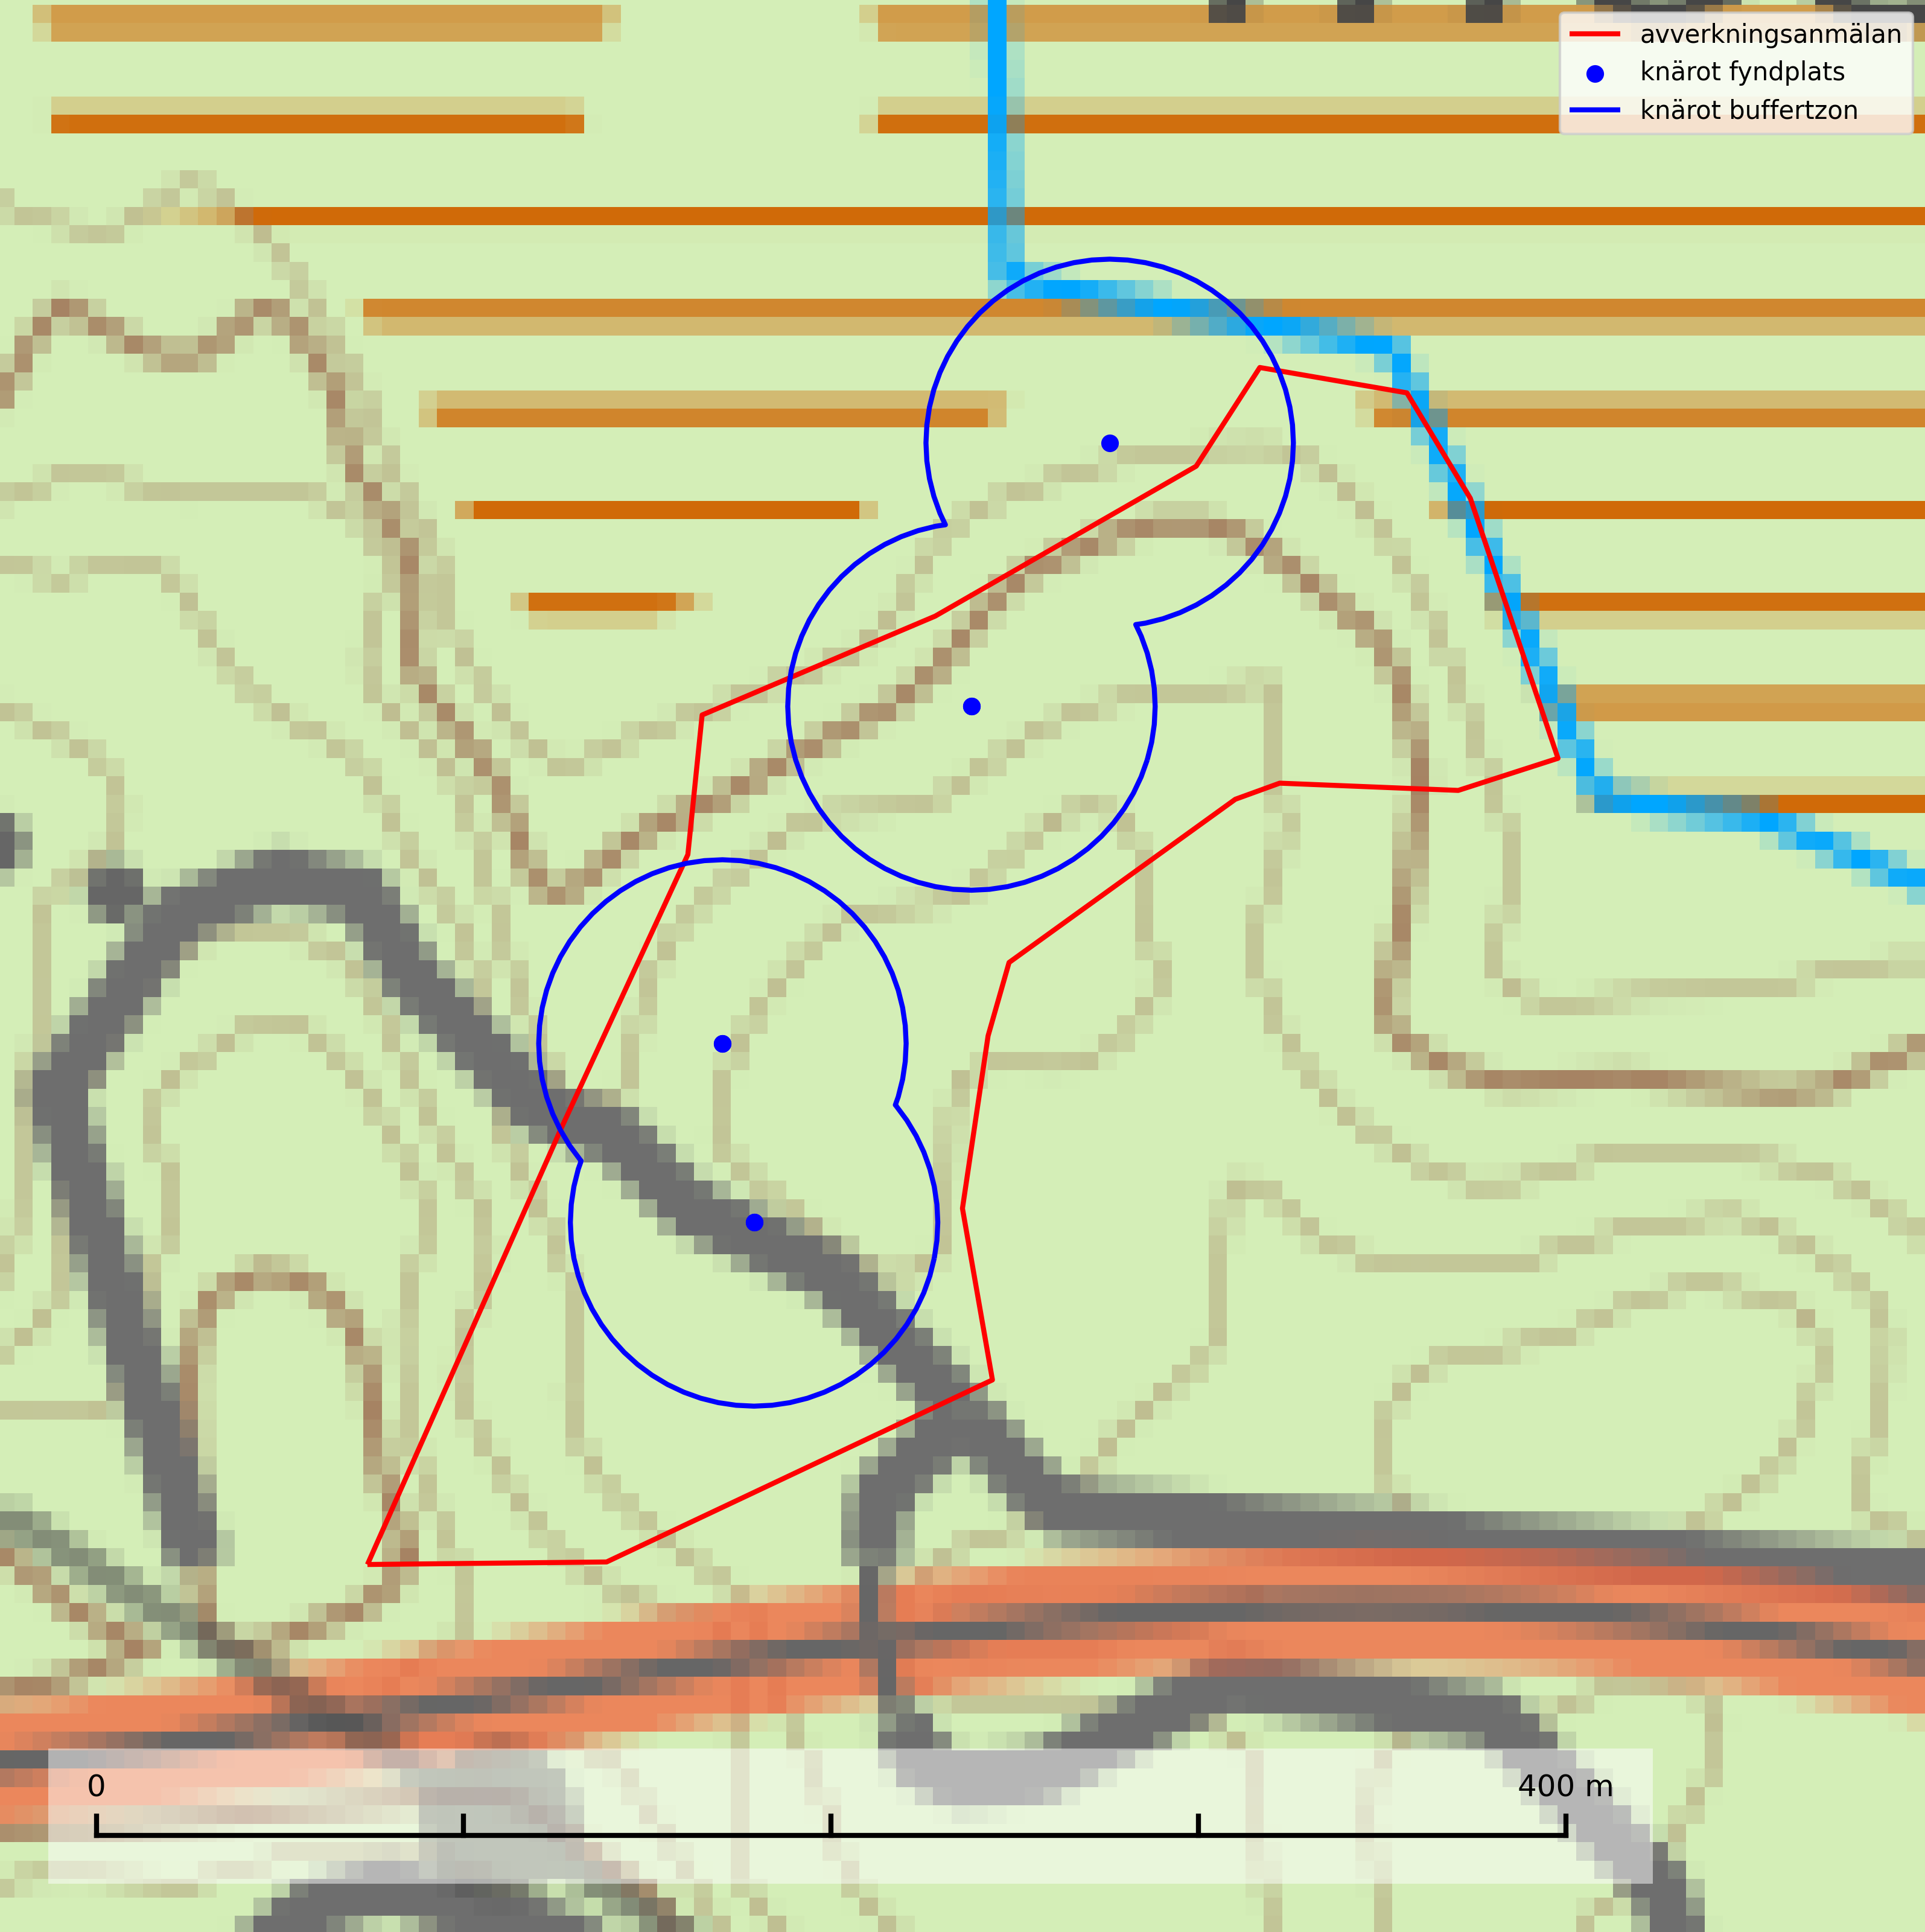 avverkningsanmälan
knärot fyndplats
knärot buffertzon
0
400 m